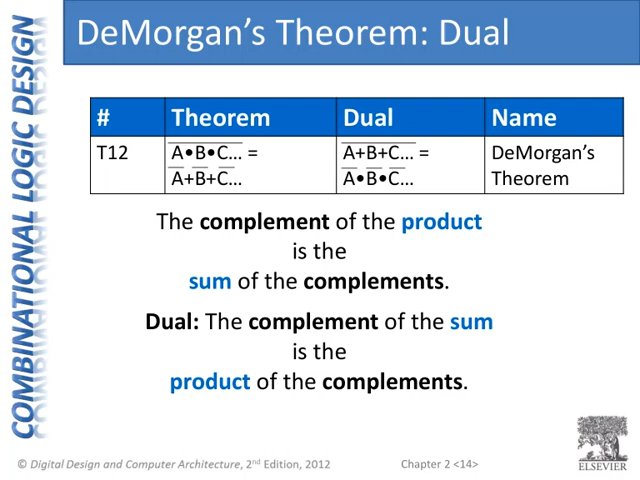 DeMorgan's Theorem: Dual
COMBINATIONAL LOGIC DESIGN
# Theorem Dual Name
T12 A̅•̅B̅•̅C̅…̅ = A̅+̅B̅+̅C̅…̅ = DeMorgan's
A̅+B̅+C̅… A̅•B̅•C̅… Theorem
The complement of the product
is the
sum of the complements.
Dual: The complement of the sum
is the
product of the complements.
© Digital Design and Computer Architecture, 2nd Edition, 2012 Chapter 2 <14>
ELSEVIER